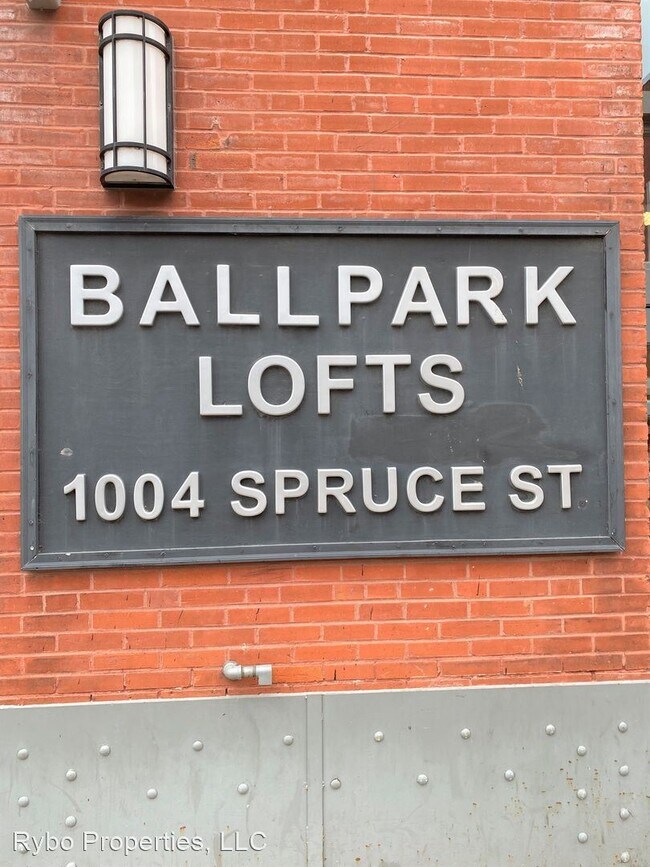 BALLPARK
LOFTS
1004 SPRUCE ST
Rybo Properties, LLC